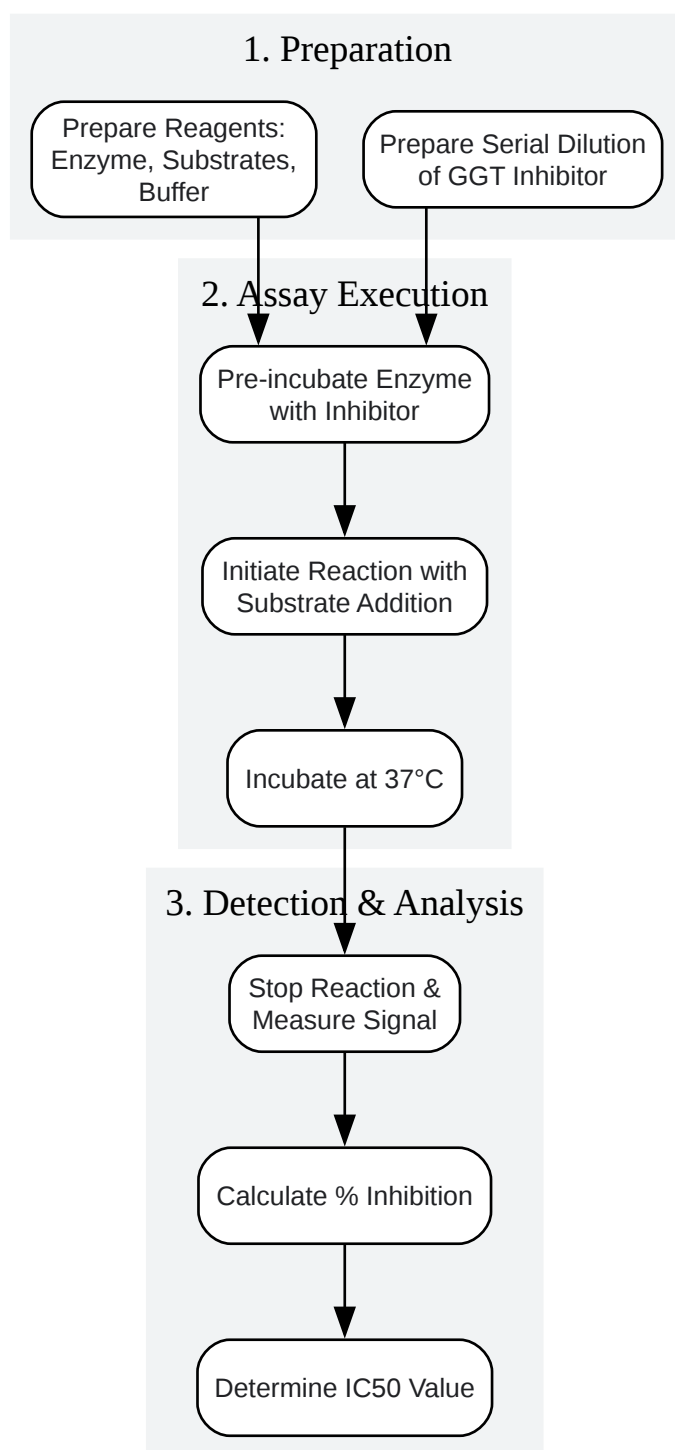 1. Preparation
Prepare Reagents:
Enzyme, Substrates,
Buffer
Prepare Serial Dilution
of GGT Inhibitor
2. Assay Execution
Pre-incubate Enzyme
with Inhibitor
Initiate Reaction with
Substrate Addition
Incubate at 37°C
3. Detection & Analysis
Stop Reaction &
Measure Signal
Calculate % Inhibition
Determine IC50 Value